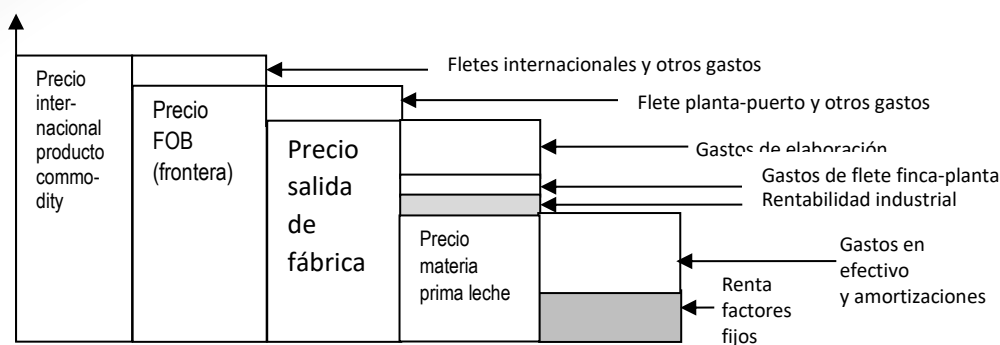 Precio
inter-
nacional
producto
commo-
dity
Precio
FOB
(frontera)
Precio
salida
de
fábrica
Precio
materia
prima leche
Fletes internacionales y otros gastos
Flete planta-puerto y otros gastos
Gastos de elaboración
Gastos de flete finca-planta
Rentabilidad industrial
Gastos en
efectivo
y amortizaciones
Renta
factores
fijos